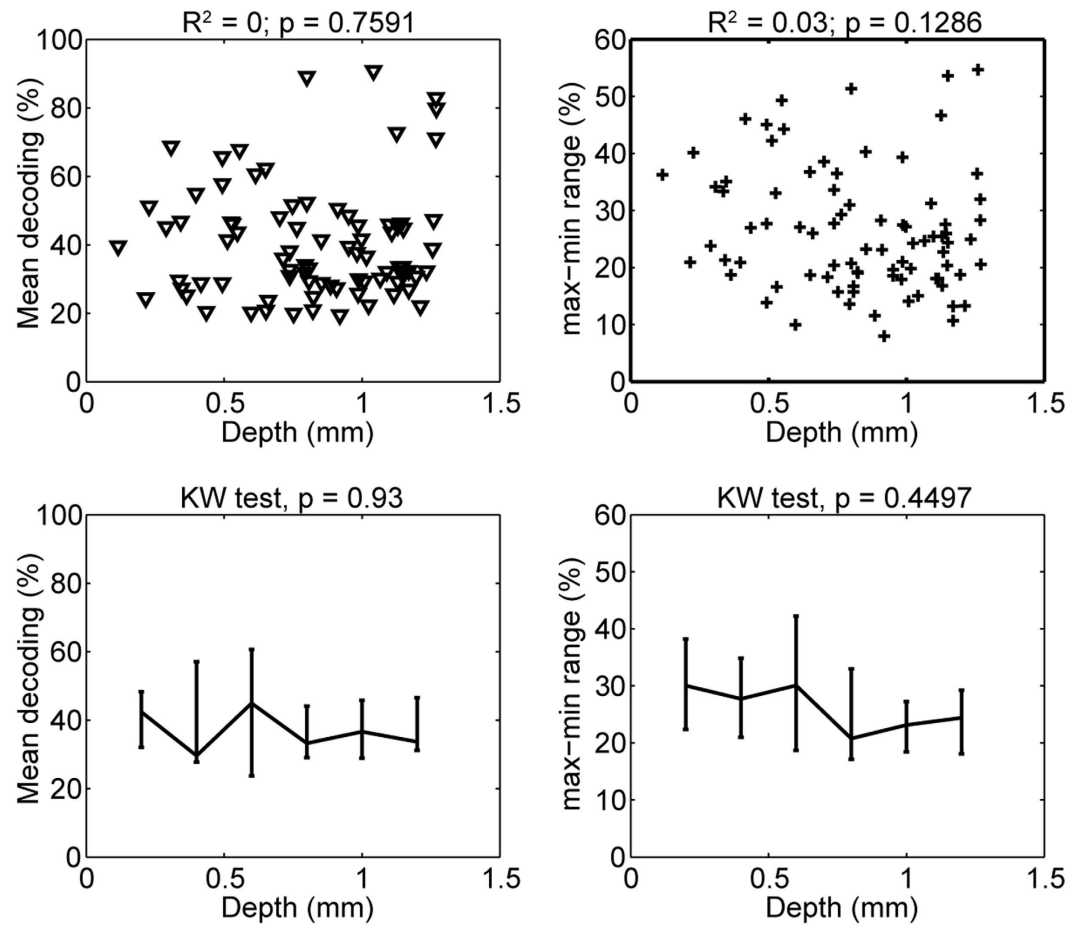 R² = 0; p = 0.7591
100
80
60
40
20
0
Mean decoding (%)
0 0.5 1 1.5
Depth (mm)
R² = 0.03; p = 0.1286
60
50
40
30
20
10
0
max−min range (%)
0 0.5 1 1.5
Depth (mm)
KW test, p = 0.93
100
80
60
40
20
0
Mean decoding (%)
0 0.5 1 1.5
Depth (mm)
KW test, p = 0.4497
60
50
40
30
20
10
0
max−min range (%)
0 0.5 1 1.5
Depth (mm)